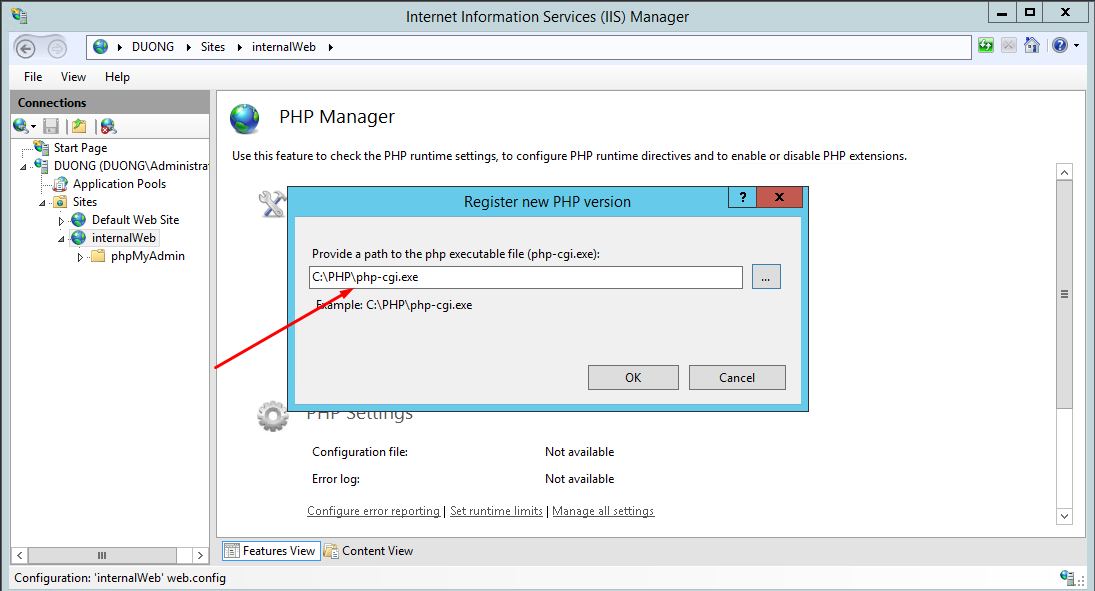 Internet Information Services (IIS) Manager
DUONG Sites internalWeb
File View Help
Connections
Start Page
DUONG (DUONG\Administra
Application Pools
Sites
Default Web Site
internalWeb
phpMyAdmin
PHP Manager
Use this feature to check the PHP runtime settings, to configure PHP runtime directives and to enable or disable PHP extensions.
Register new PHP version
? X
Provide a path to the php executable file (php-cgi.exe):
C:\PHP\php-cgi.exe
...
Example: C:\PHP\php-cgi.exe
OK Cancel
PHP Settings
Configuration file: Not available
Error log: Not available
Configure error reporting | Set runtime limits | Manage all settings
Features View Content View
Configuration: 'internalWeb' web.config